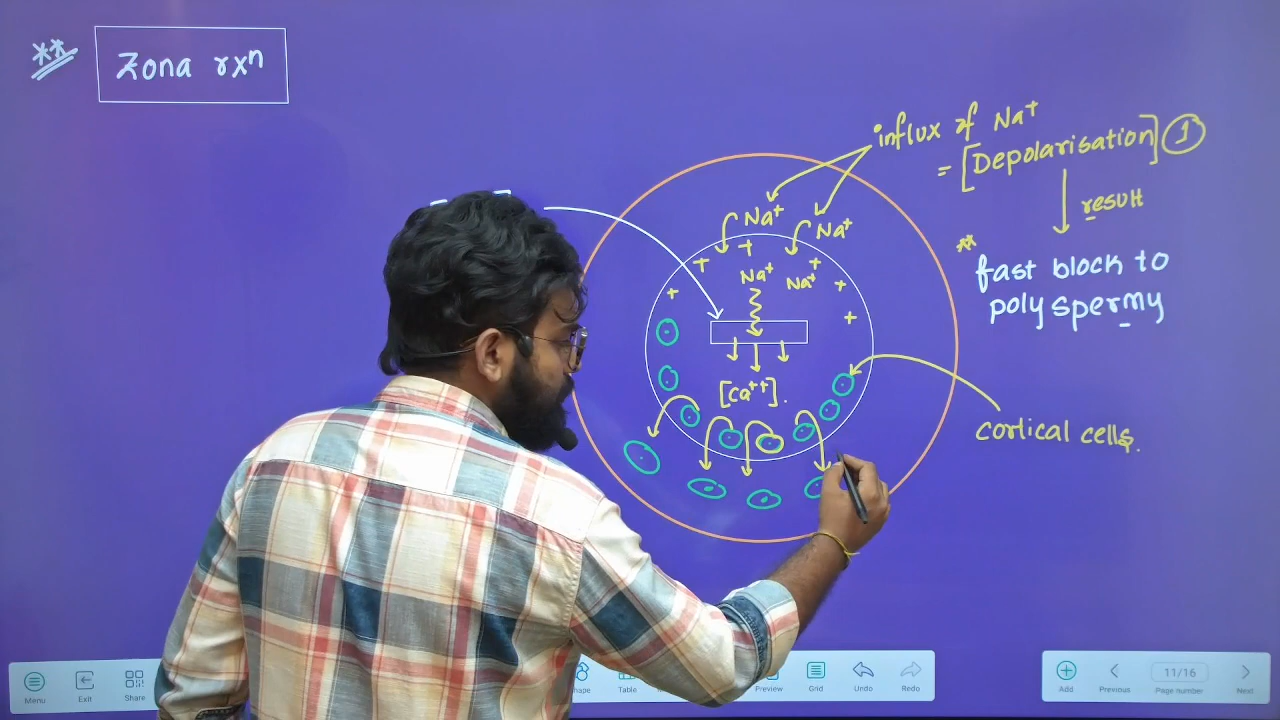 ** Zona rxⁿ
influx of Na⁺
= [Depolarisation] ①
result
** fast block to
polyspermy
Na⁺
Na⁺
+ + + + + +
Na⁺ Na⁺
[Ca⁺⁺].
cortical cells.
Menu
Exit
Share
Table
Preview
Grid
Undo
Redo
Add
Previous
11/16
Page number
Next